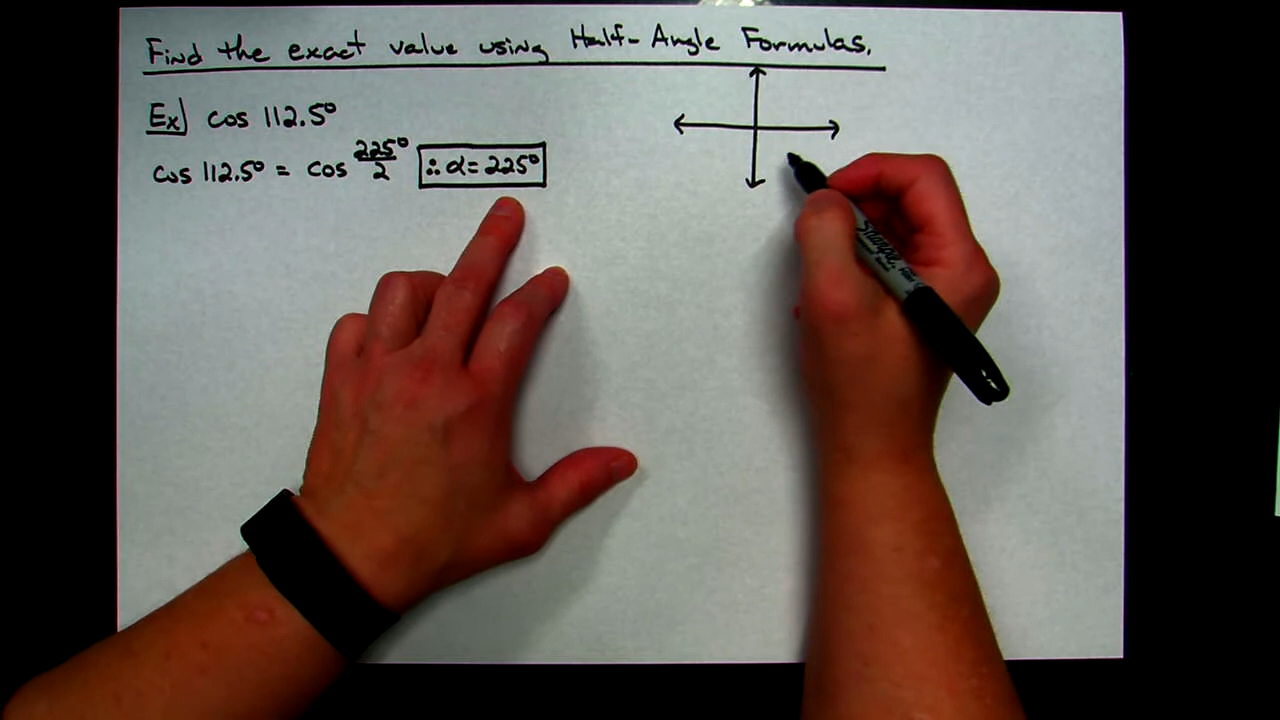 Find the exact value using Half-Angle Formulas.
Ex] cos 112.5°
cos 112.5° = cos 225°/2 ∴ α = 225°
Sharpie